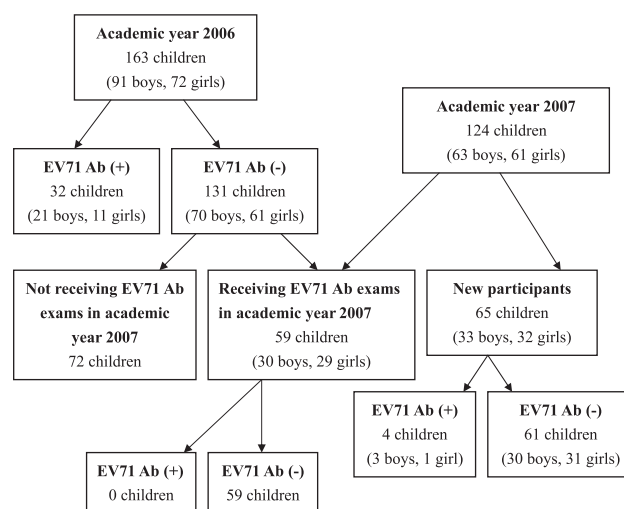 Academic year 2006
163 children
(91 boys, 72 girls)
Academic year 2007
124 children
(63 boys, 61 girls)
EV71 Ab (+)
32 children
(21 boys, 11 girls)
EV71 Ab (-)
131 children
(70 boys, 61 girls)
Not receiving EV71 Ab
exams in academic
year 2007
72 children
Receiving EV71 Ab exams
in academic year 2007
59 children
(30 boys, 29 girls)
New participants
65 children
(33 boys, 32 girls)
EV71 Ab (+)
4 children
(3 boys, 1 girl)
EV71 Ab (-)
61 children
(30 boys, 31 girls)
EV71 Ab (+)
0 children
EV71 Ab (-)
59 children